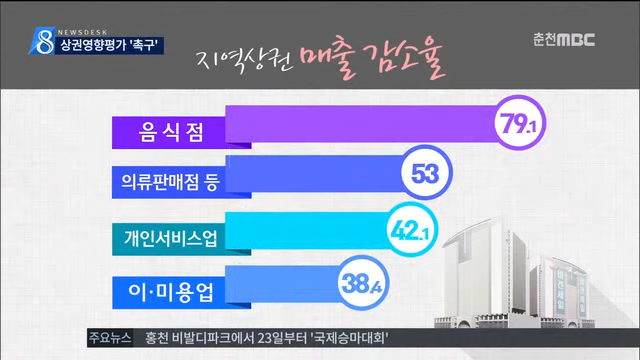 NEWSDESK
8 상권영향평가 '촉구'
춘천MBC
지역상권 매출 감소율
음식점 79.1
의류판매점 등 53
개인서비스업 42.1
이·미용업 38.4
주요뉴스 홍천 비발디파크에서 23일부터 '국제승마대회'